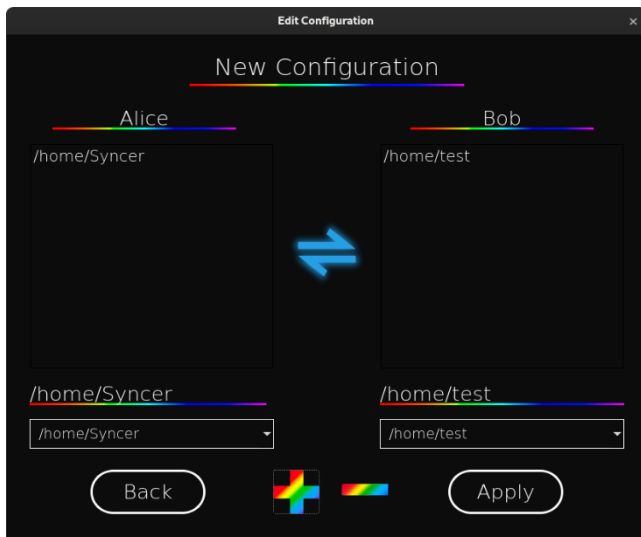 Edit Configuration
×
New Configuration
Alice
Bob
/home/Syncer
/home/test
/home/Syncer
/home/test
/home/Syncer
/home/test
Back
Apply